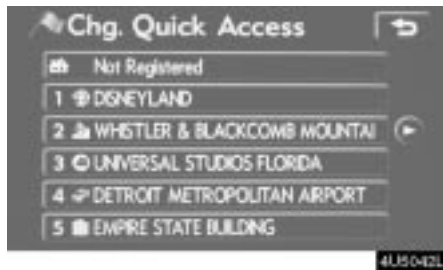 Chg. Quick Access
Not Registered
1 DISNEYLAND
2 WHISTLER & BLACKCOMB MOUNTAI
3 UNIVERSAL STUDIOS FLORIDA
4 DETROIT METROPOLITAN AIRPORT
5 EMPIRE STATE BUILDING
4U5042L